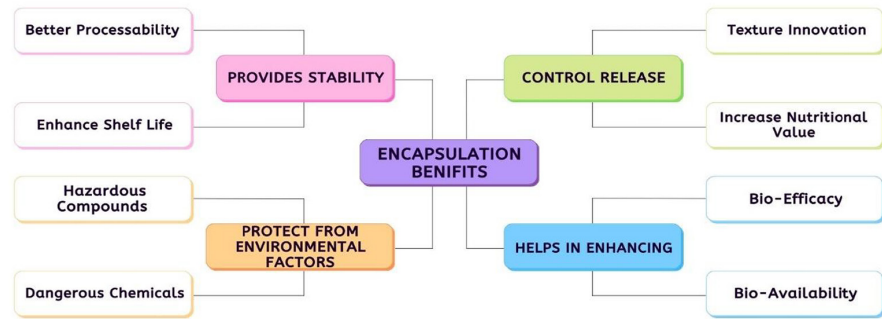 Better Processability
PROVIDES STABILITY
Enhance Shelf Life
Texture Innovation
CONTROL RELEASE
Increase Nutritional
Value
ENCAPSULATION
BENIFITS
Hazardous
Compounds
PROTECT FROM
ENVIRONMENTAL
FACTORS
Dangerous Chemicals
Bio-Efficacy
HELPS IN ENHANCING
Bio-Availability